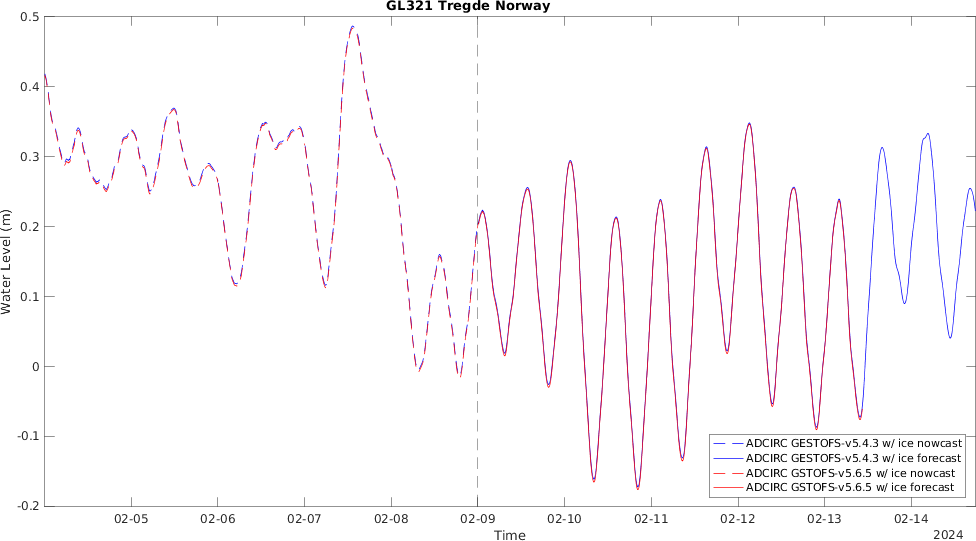 GL321 Tregde Norway
0.5
0.4
0.3
0.2
0.1
0
-0.1
-0.2
Water Level (m)
02-05 02-06 02-07 02-08 02-09 02-10 02-11 02-12 02-13 02-14
Time
2024
ADCIRC GESTOFS-v5.4.3 w/ ice nowcast
ADCIRC GESTOFS-v5.4.3 w/ ice forecast
ADCIRC GSTOFS-v5.6.5 w/ ice nowcast
ADCIRC GSTOFS-v5.6.5 w/ ice forecast